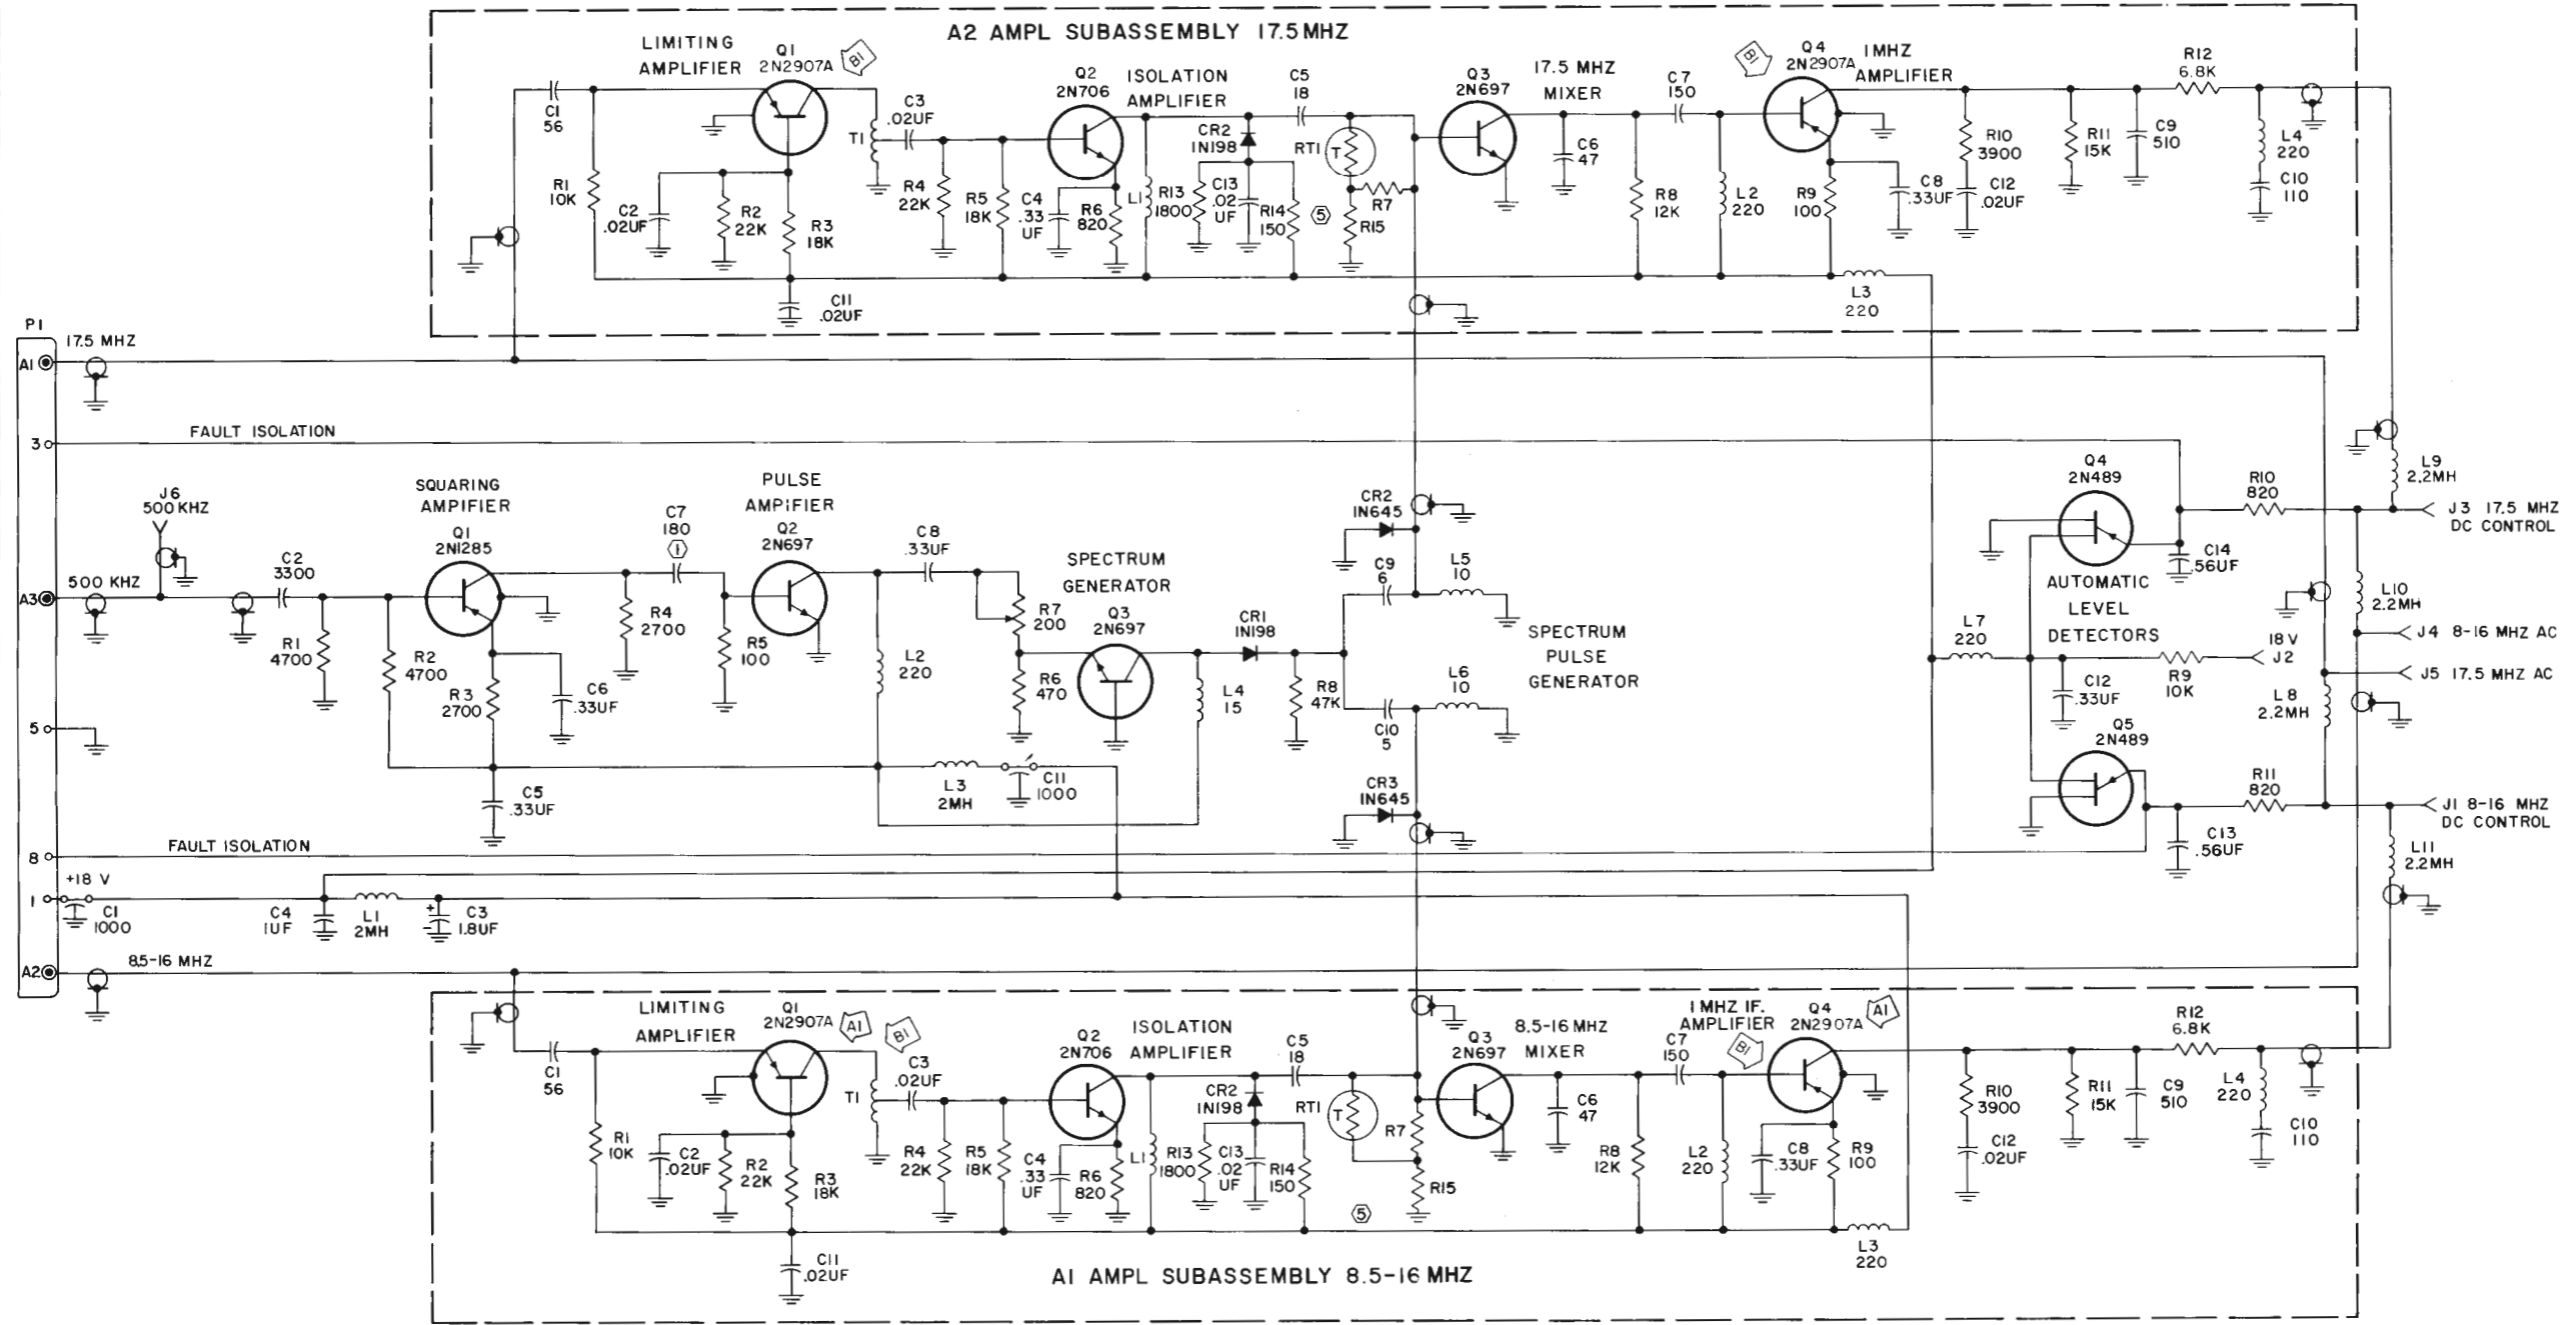 A2 AMPL SUBASSEMBLY 17.5MHZ
LIMITING
AMPLIFIER
Q1
2N2907A
B1
C1
56
R1
10K
C2
.02UF
R2
22K
R3
18K
C11
.02UF
T1
C3
.02UF
R4
22K
R5
18K
Q2
2N706
ISOLATION
AMPLIFIER
C4
.33
UF
R6
820
L1
R13
1800
CR2
1N198
C13
.02
UF
R14
150
5
C5
18
RT1
T
R7
R15
Q3
2N697
17.5 MHZ
MIXER
C6
47
C7
150
R8
12K
L2
220
B1
Q4
2N2907A
1MHZ
AMPLIFIER
R9
100
C8
.33UF
L3
220
R10
3900
C12
.02UF
R11
15K
C9
510
R12
6.8K
L4
220
C10
110
P1
A1
17.5 MHZ
3
FAULT ISOLATION
J6
500 KHZ
A3
500 KHZ
C2
3300
R1
4700
R2
4700
SQUARING
AMPIFIER
Q1
2N1285
R3
2700
C6
.33UF
C5
.33UF
R4
2700
C7
180
1
R5
100
PULSE
AMPIFIER
Q2
2N697
L2
220
C8
.33UF
R7
200
R6
470
SPECTRUM
GENERATOR
Q3
2N697
L3
2MH
C11
1000
L4
15
CR1
1N198
R8
47K
CR2
1N645
C9
6
L5
10
SPECTRUM
PULSE
GENERATOR
L6
10
C10
5
CR3
1N645
Q4
2N489
AUTOMATIC
LEVEL
DETECTORS
C14
.56UF
R10
820
L9
2.2MH
J3 17.5 MHZ
DC CONTROL
L10
2.2MH
J4 8-16 MHZ AC
18V
J2
J5 17.5 MHZ AC
L7
220
C12
.33UF
R9
10K
L8
2.2MH
Q5
2N489
R11
820
J1 8-16 MHZ
DC CONTROL
C13
.56UF
L11
2.2MH
5
8
FAULT ISOLATION
1
+18 V
C1
1000
C4
1UF
L1
2MH
+
-
C3
1.8UF
A2
8.5-16 MHZ
LIMITING
AMPLIFIER
Q1
2N2907A
A1
B1
C1
56
R1
10K
C2
.02UF
R2
22K
R3
18K
C11
.02UF
T1
C3
.02UF
R4
22K
R5
18K
Q2
2N706
ISOLATION
AMPLIFIER
C4
.33
UF
R6
820
L1
R13
1800
CR2
1N198
C13
.02
UF
R14
150
C5
18
RT1
T
R7
R15
5
Q3
2N697
8.5-16 MHZ
MIXER
C6
47
C7
150
R8
12K
L2
220
1 MHZ IF.
AMPLIFIER
B1
Q4
2N2907A
A1
C8
.33UF
R9
100
L3
220
R10
3900
C12
.02UF
R11
15K
C9
510
R12
6.8K
L4
220
C10
110
A1 AMPL SUBASSEMBLY 8.5-16 MHZ